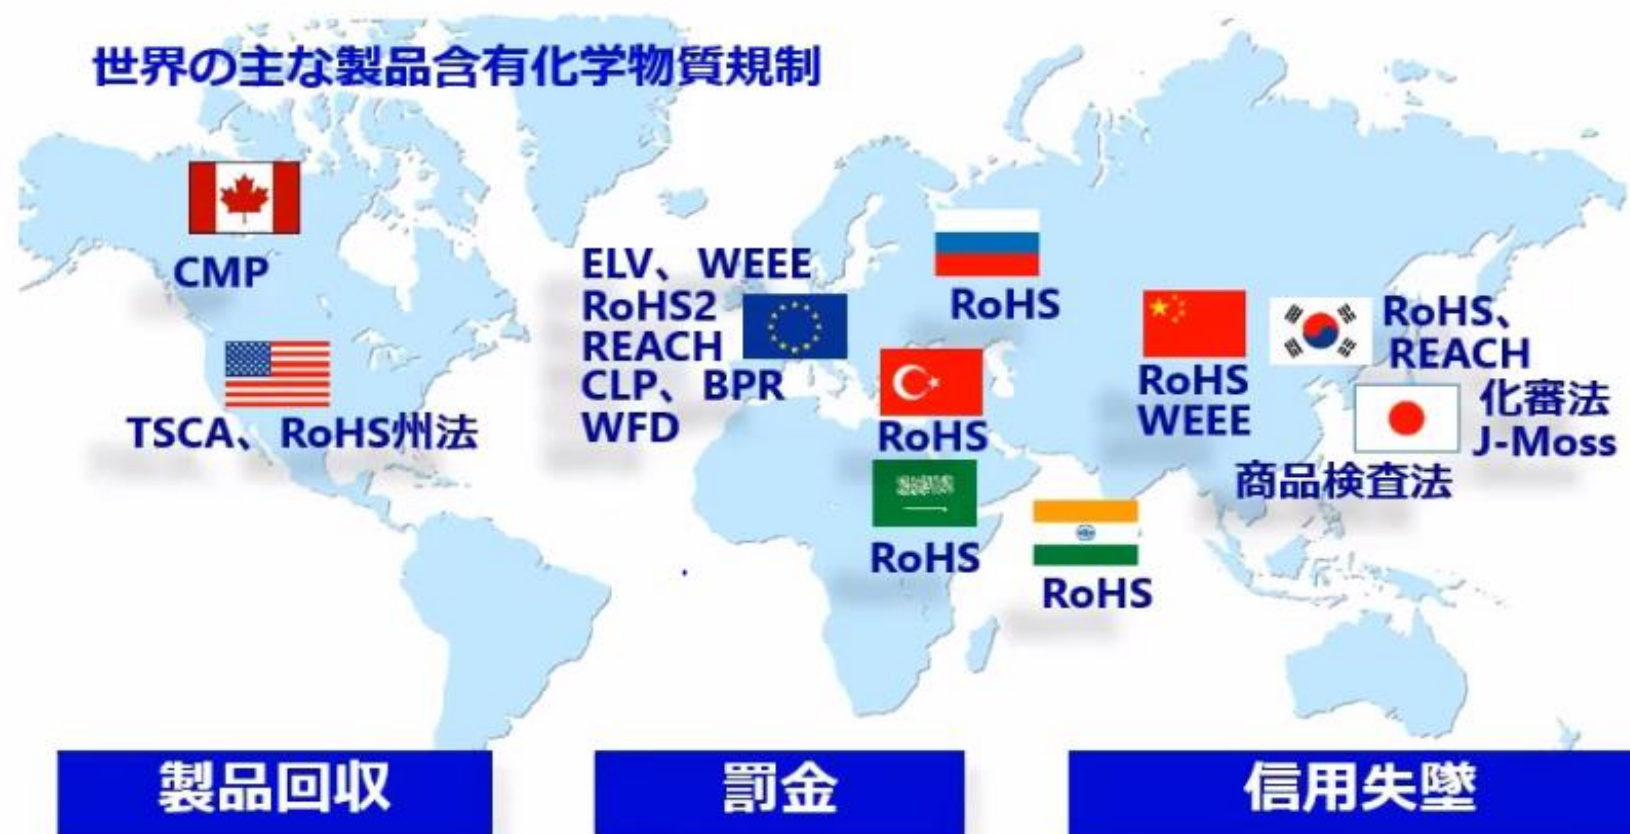 世界の主な製品含有化学物質規制
CMP
TSCA、RoHS州法
ELV、WEEE
RoHS2
REACH
CLP、BPR
WFD
RoHS
RoHS
RoHS
RoHS
RoHS
WEEE
RoHS、
REACH
化審法
J-Moss
商品検査法
製品回収
罰金
信用失墜